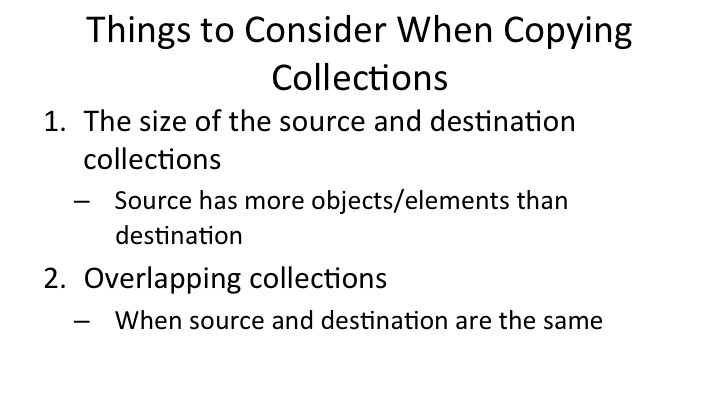 Things to Consider When Copying
Collections
1. The size of the source and destination
collections
– Source has more objects/elements than
destination
2. Overlapping collections
– When source and destination are the same